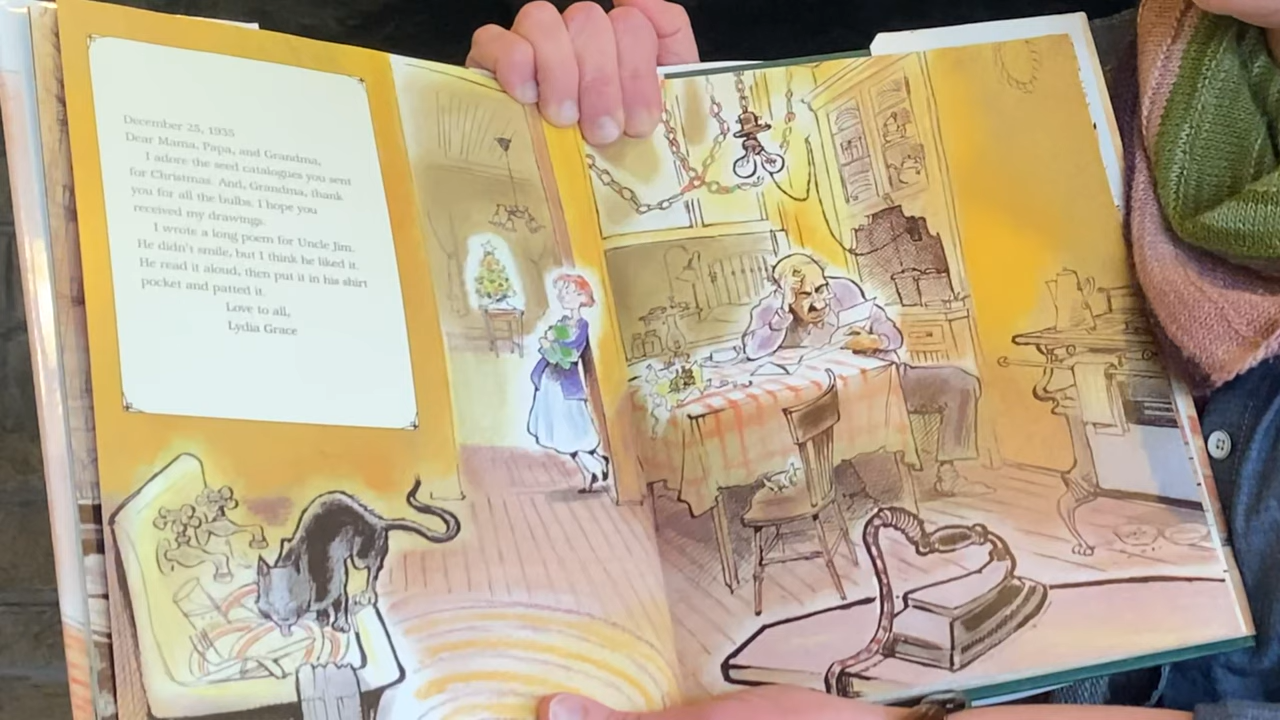 December 25, 1935
Dear Mama, Papa, and Grandma,
I adore the seed catalogues you sent
for Christmas. And, Grandma, thank
you for all the bulbs. I hope you
received my drawings.
I wrote a long poem for Uncle Jim.
He didn't smile, but I think he liked it.
He read it aloud, then put it in his shirt
pocket and patted it.
Love to all,
Lydia Grace